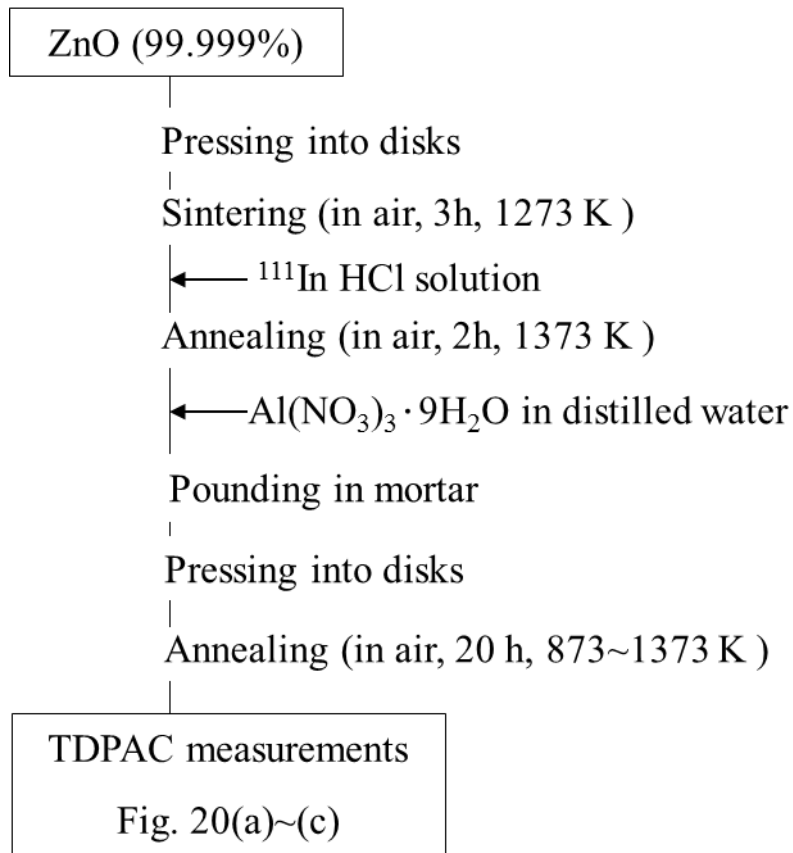 ZnO (99.999%)
Pressing into disks
Sintering (in air, 3h, 1273 K )
¹¹¹In HCl solution
Annealing (in air, 2h, 1373 K )
Al(NO₃)₃·9H₂O in distilled water
Pounding in mortar
Pressing into disks
Annealing (in air, 20 h, 873~1373 K )
TDPAC measurements
Fig. 20(a)~(c)